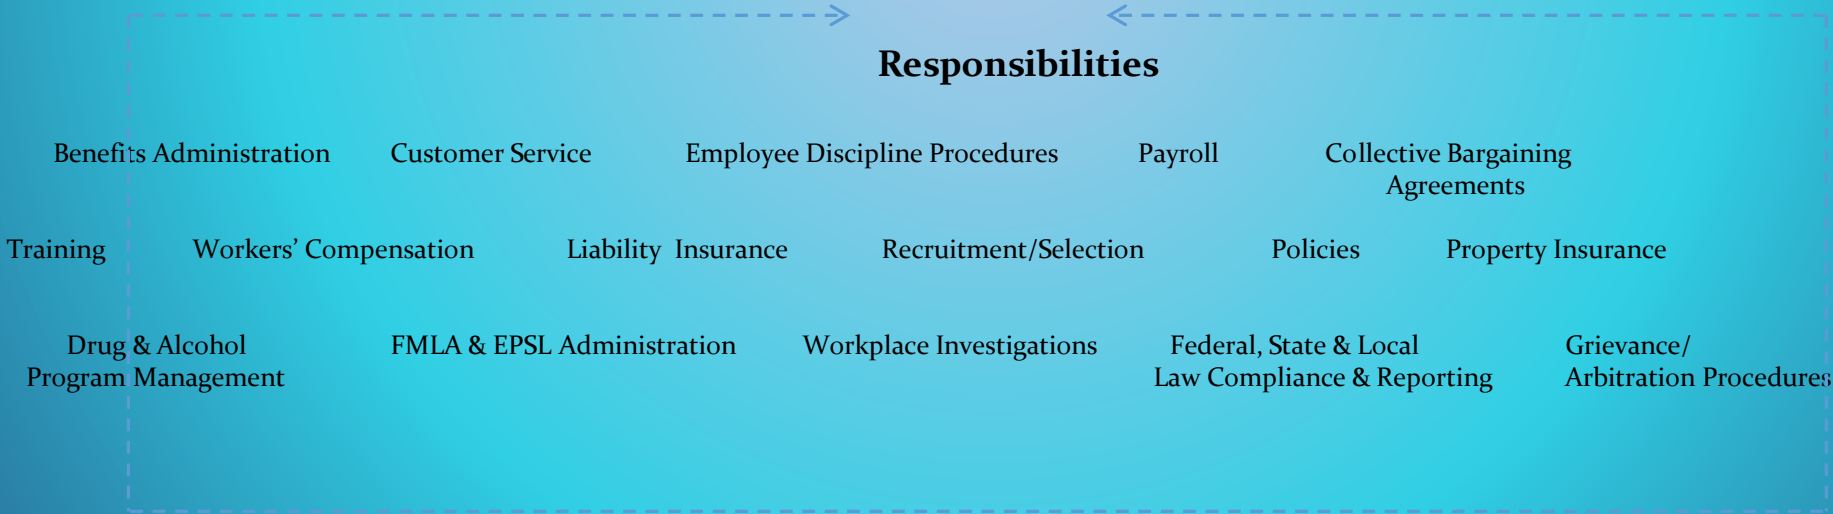 Responsibilities
Benefits Administration Customer Service Employee Discipline Procedures Payroll Collective Bargaining
Agreements
Training Workers’ Compensation Liability Insurance Recruitment/Selection Policies Property Insurance
Drug & Alcohol FMLA & EPSL Administration Workplace Investigations Federal, State & Local Grievance/
Program Management Law Compliance & Reporting Arbitration Procedures